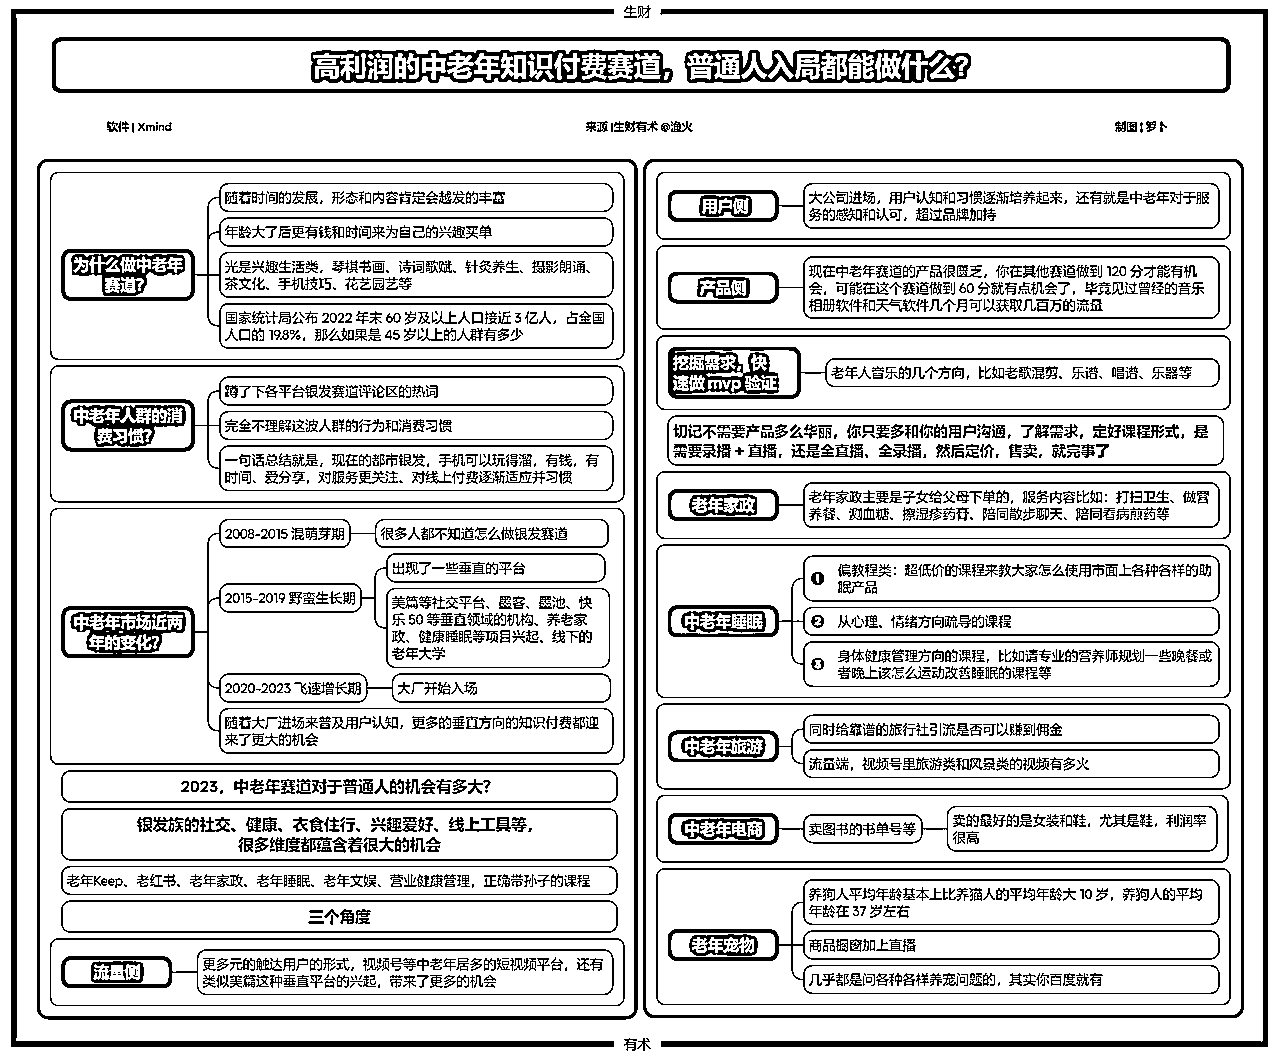 生财
高利润的中老年知识付费赛道，普通人入局都能做什么？
软件 | Xmind
来源 |生财有术 @渔火
制图 | 萝卜
为什么做中老年
赛道？
随着时间的发展，形态和内容肯定会越发的丰富
年龄大了后更有钱和时间来为自己的兴趣买单
光是兴趣生活类，琴棋书画、诗词歌赋、针灸养生、摄影朗诵、
茶文化、手机技巧、花艺园艺等
国家统计局公布 2022 年末 60 岁及以上人口接近 3 亿人，占全国
人口的 19.8%，那么如果是 45 岁以上的人群有多少
中老年人群的消
费习惯？
蹲了下各平台银发赛道评论区的热词
完全不理解这波人群的行为和消费习惯
一句话总结就是，现在的都市银发，手机可以玩得溜，有钱，有
时间、爱分享，对服务更关注、对线上付费逐渐适应并习惯
中老年市场近两
年的变化？
2008-2015 混萌芽期
很多人都不知道怎么做银发赛道
2015-2019 野蛮生长期
出现了一些垂直的平台
美篇等社交平台、墨客、墨池、快
乐 50 等垂直领域的机构、养老家
政、健康睡眠等项目兴起、线下的
老年大学
2020-2023 飞速增长期
大厂开始入场
随着大厂进场来普及用户认知，更多的垂直方向的知识付费都迎
来了更大的机会
2023，中老年赛道对于普通人的机会有多大？
银发族的社交、健康、衣食住行、兴趣爱好、线上工具等，
很多维度都蕴含着很大的机会
老年Keep、老红书、老年家政、老年睡眠、老年文娱、营业健康管理，正确带孙子的课程
三个角度
流量侧
更多元的触达用户的形式，视频号等中老年居多的短视频平台，还有
类似美篇这种垂直平台的兴起，带来了更多的机会
用户侧
大公司进场，用户认知和习惯逐渐培养起来，还有就是中老年对于服
务的感知和认可，超过品牌加持
产品侧
现在中老年赛道的产品很匮乏，你在其他赛道做到 120 分才能有机
会，可能在这个赛道做到 60 分就有点机会了，毕竟见过曾经的音乐
相册软件和天气软件几个月可以获取几百万的流量
挖掘需求，快
速做 mvp 验证
老年人音乐的几个方向，比如老歌混剪、乐谱、唱谱、乐器等
切记不需要产品多么华丽，你只要多和你的用户沟通，了解需求，定好课程形式，是
需要录播 + 直播，还是全直播、全录播，然后定价，售卖，就完事了
老年家政
老年家政主要是子女给父母下单的，服务内容比如：打扫卫生、做营
养餐、测血糖、擦湿疹药膏、陪同散步聊天、陪同看病煎药等
中老年睡眠
1 偏教程类：超低价的课程来教大家怎么使用市面上各种各样的助
眠产品
2 从心理、情绪方向疏导的课程
3 身体健康管理方向的课程，比如请专业的营养师规划一些晚餐或
者晚上该怎么运动改善睡眠的课程等
中老年旅游
同时给靠谱的旅行社引流是否可以赚到佣金
流量端，视频号里旅游类和风景类的视频有多火
中老年电商
卖图书的书单号等
卖的最好的是女装和鞋，尤其是鞋，利润率
很高
老年宠物
养狗人平均年龄基本上比养猫人的平均年龄大 10 岁，养狗人的平均
年龄在 37 岁左右
商品橱窗加上直播
几乎都是问各种各样养宠问题的，其实你百度就有
有术